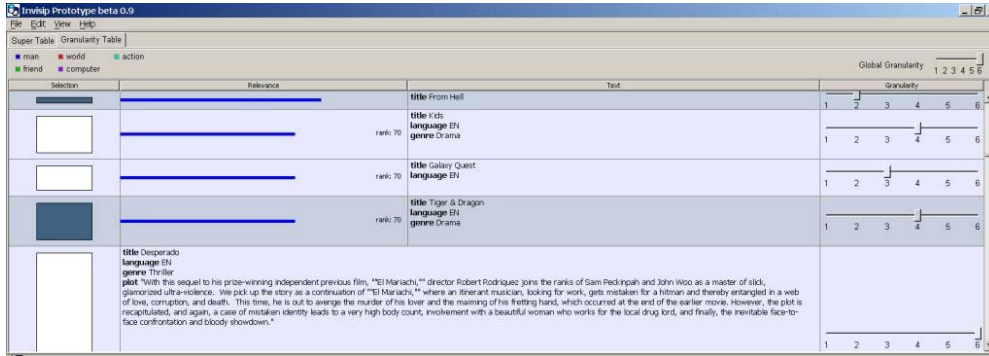 Invisip Prototype beta 0.9
File Edit View Help
Super Table Granularity Table
man world action
friend computer
Global Granularity 1 2 3 4 5 6
Selection Relevance Text Granularity
title From Hell
1 2 3 4 5 6
title Kids
language EN
rank: 70 genre Drama
1 2 3 4 5 6
title Galaxy Quest
rank: 70 language EN
1 2 3 4 5 6
title Tiger & Dragon
language EN
rank: 70 genre Drama
1 2 3 4 5 6
title Desperado
language EN
genre Thriller
plot "With this sequel to his prize-winning independent previous film, ""El Mariachi,"" director Robert Rodriquez joins the ranks of Sam Peckinpah and John Woo as a master of slick,
glamorized ultra-violence. We pick up the story as a continuation of ""El Mariachi,"" where an itinerant musician, looking for work, gets mistaken for a hitman and thereby entangled in a web
of love, corruption, and death. This time, he is out to avenge the murder of his lover and the maiming of his fretting hand, which occurred at the end of the earlier movie. However, the plot is
recapitulated, and again, a case of mistaken identity leads to a very high body count, involvement with a beautiful woman who works for the local drug lord, and finally, the inevitable face-to-
face confrontation and bloody showdown."
1 2 3 4 5 6